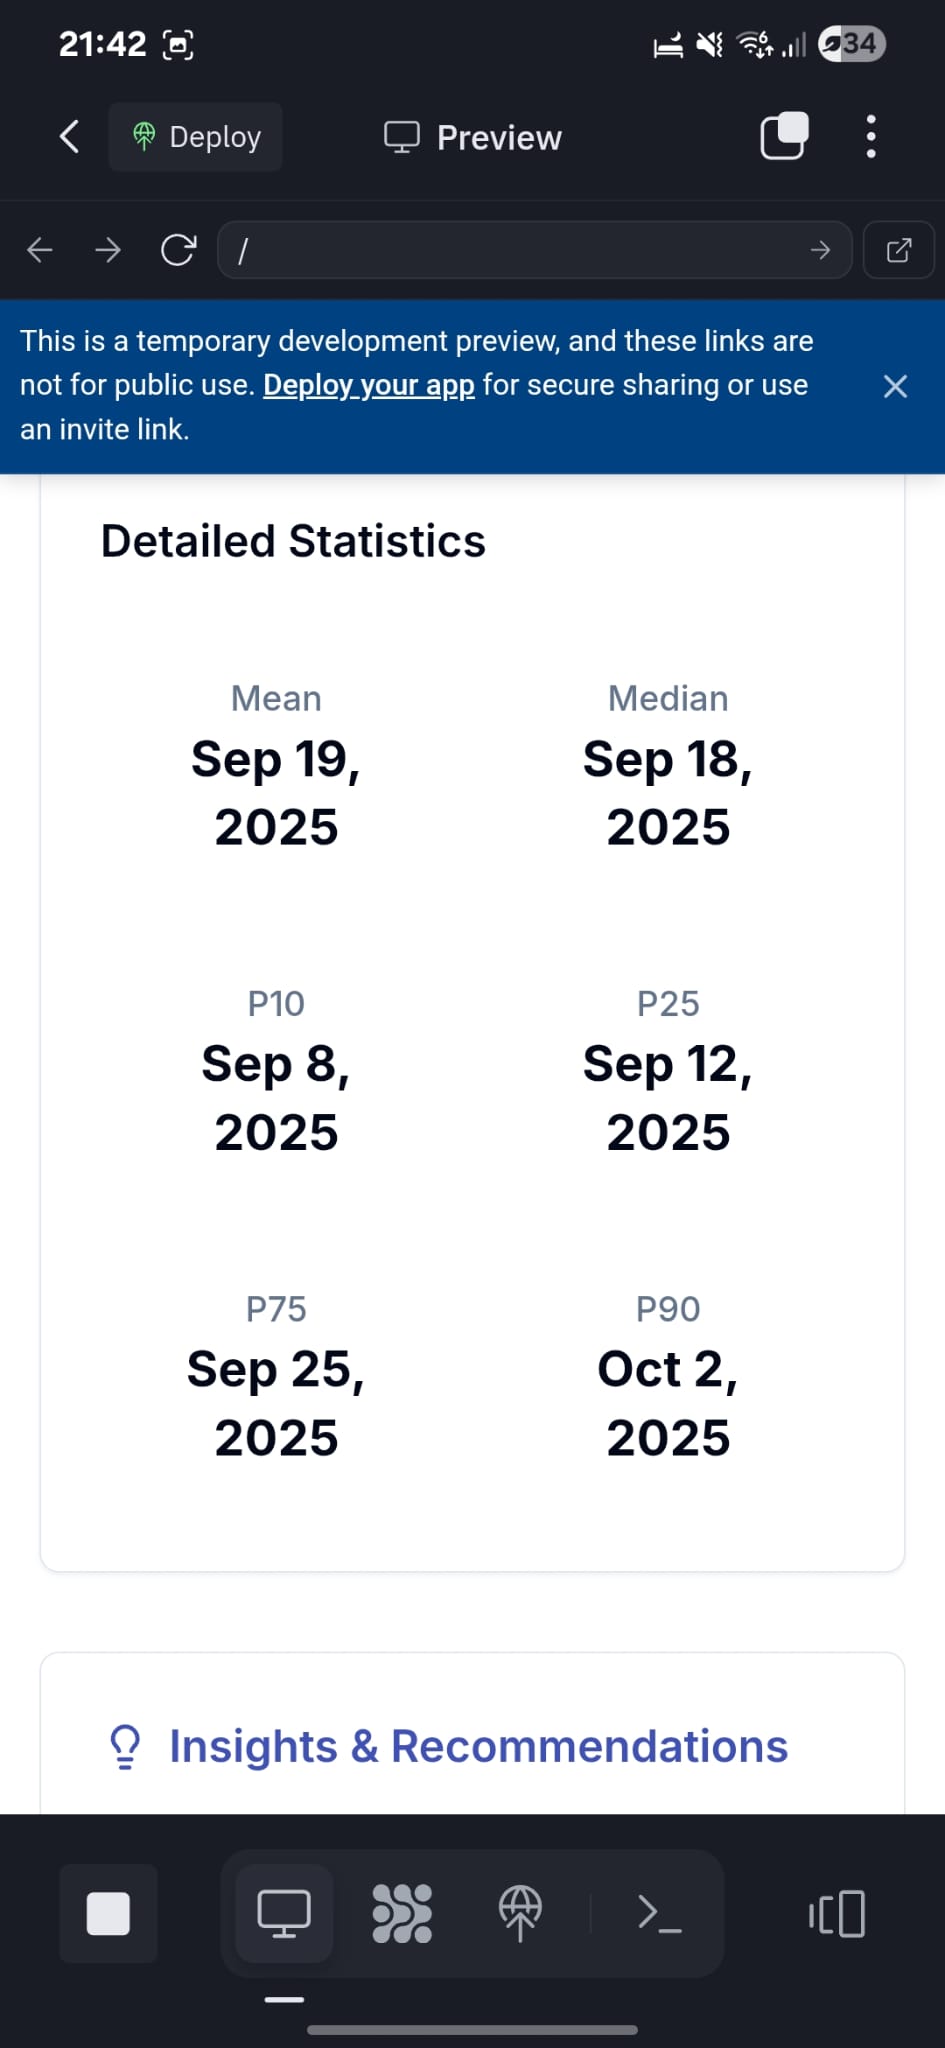 21:42
6
34
Deploy
Preview
/
This is a temporary development preview, and these links are
not for public use. Deploy your app for secure sharing or use
an invite link.
Detailed Statistics
Mean
Sep 19,
2025
Median
Sep 18,
2025
P10
Sep 8,
2025
P25
Sep 12,
2025
P75
Sep 25,
2025
P90
Oct 2,
2025
Insights & Recommendations